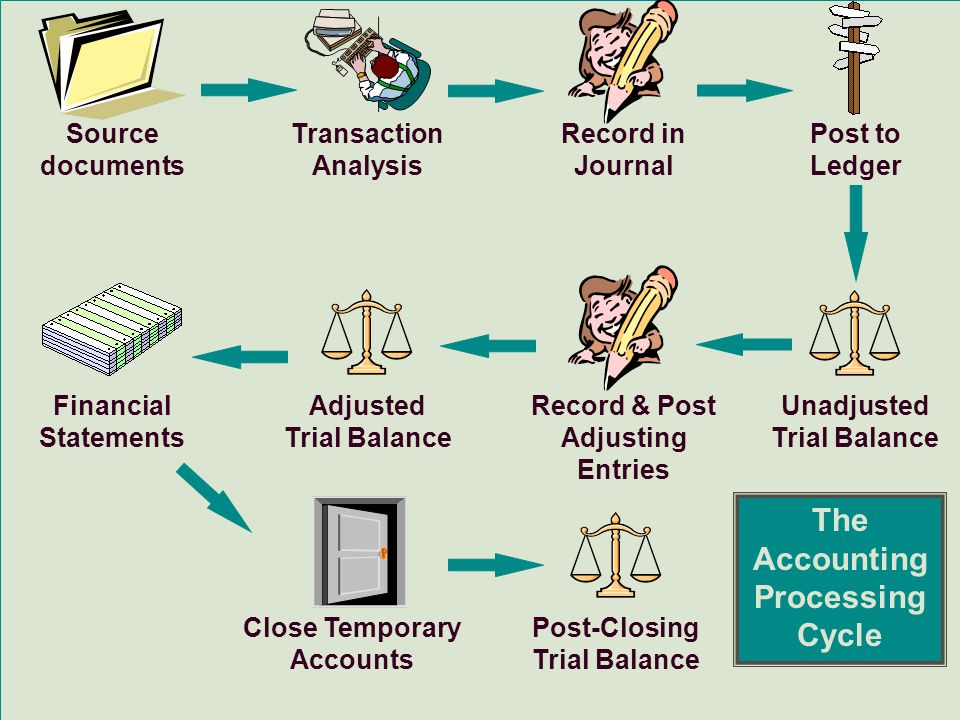 Source
documents
Transaction
Analysis
Record in
Journal
Post to
Ledger
Unadjusted
Trial Balance
Record & Post
Adjusting
Entries
Adjusted
Trial Balance
Financial
Statements
Close Temporary
Accounts
Post-Closing
Trial Balance
The
Accounting
Processing
Cycle